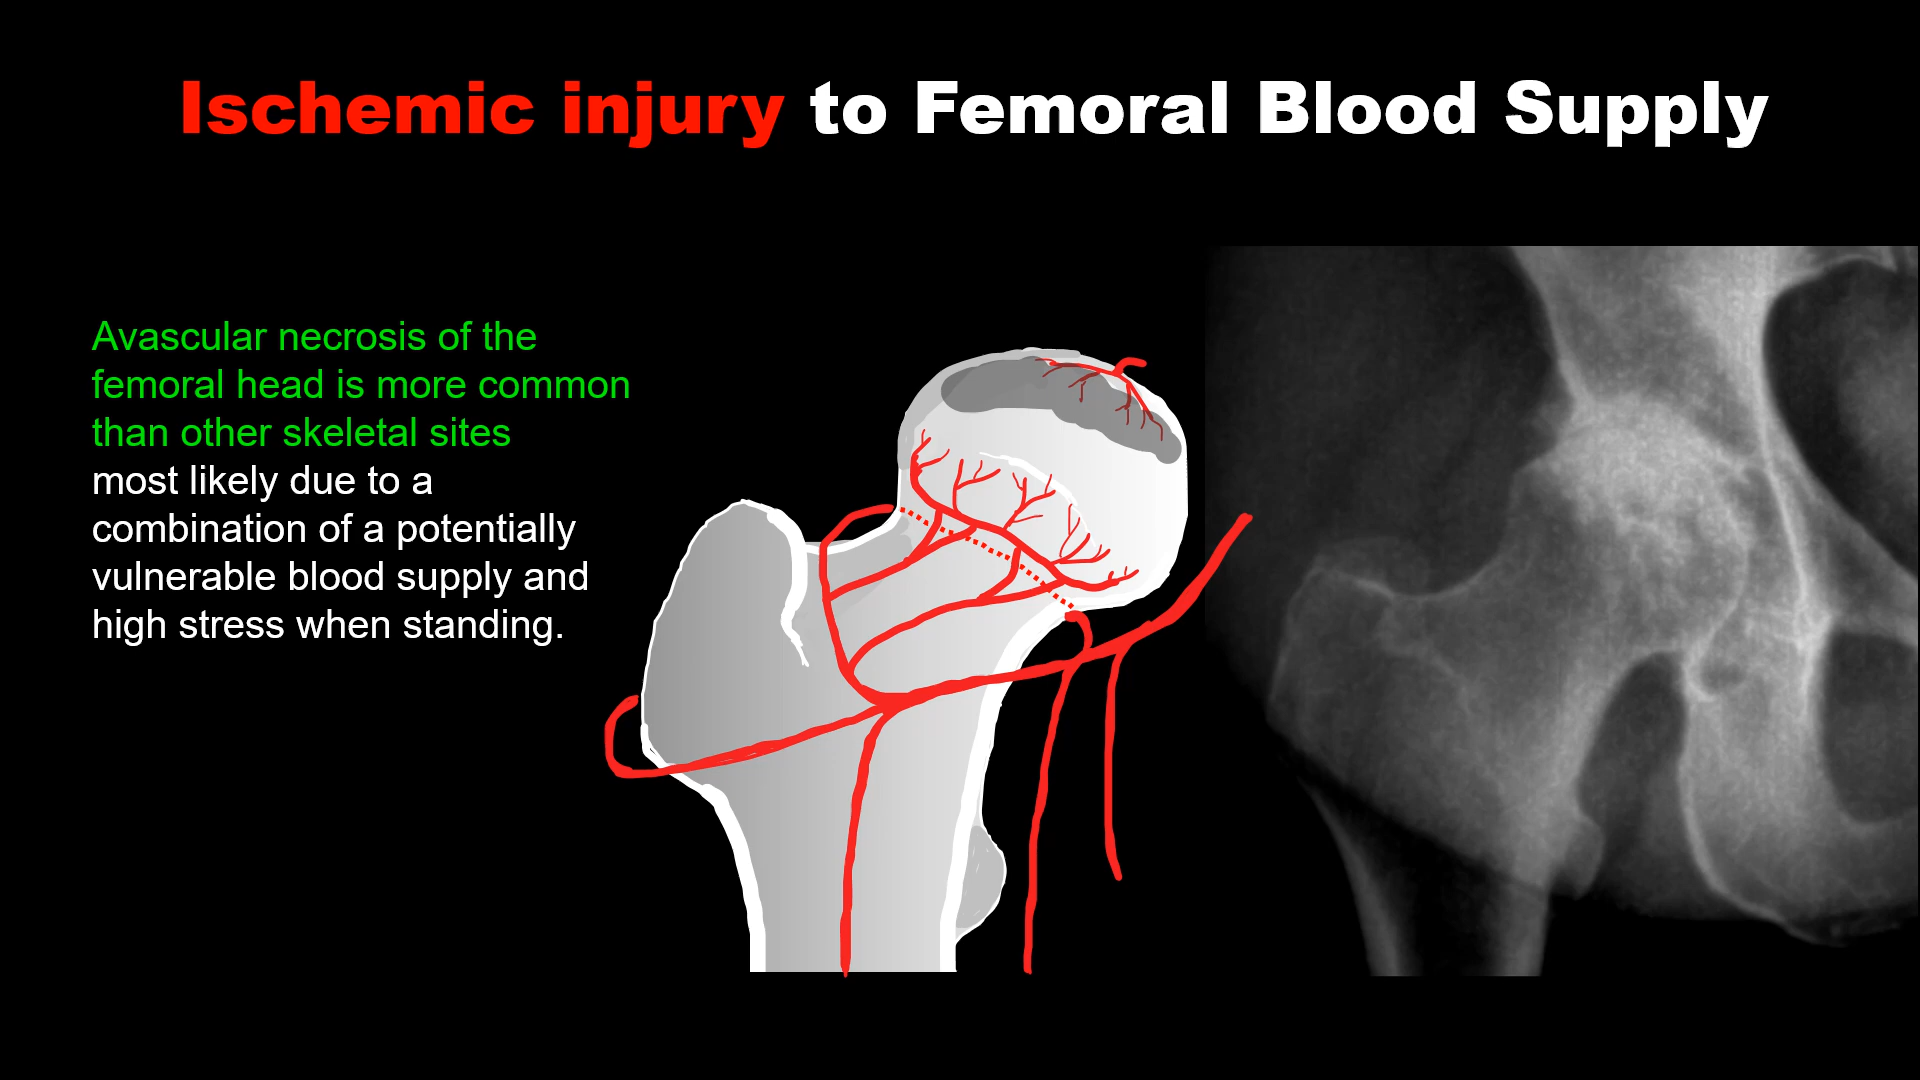 Ischemic injury to Femoral Blood Supply
Avascular necrosis of the
femoral head is more common
than other skeletal sites
most likely due to a
combination of a potentially
vulnerable blood supply and
high stress when standing.